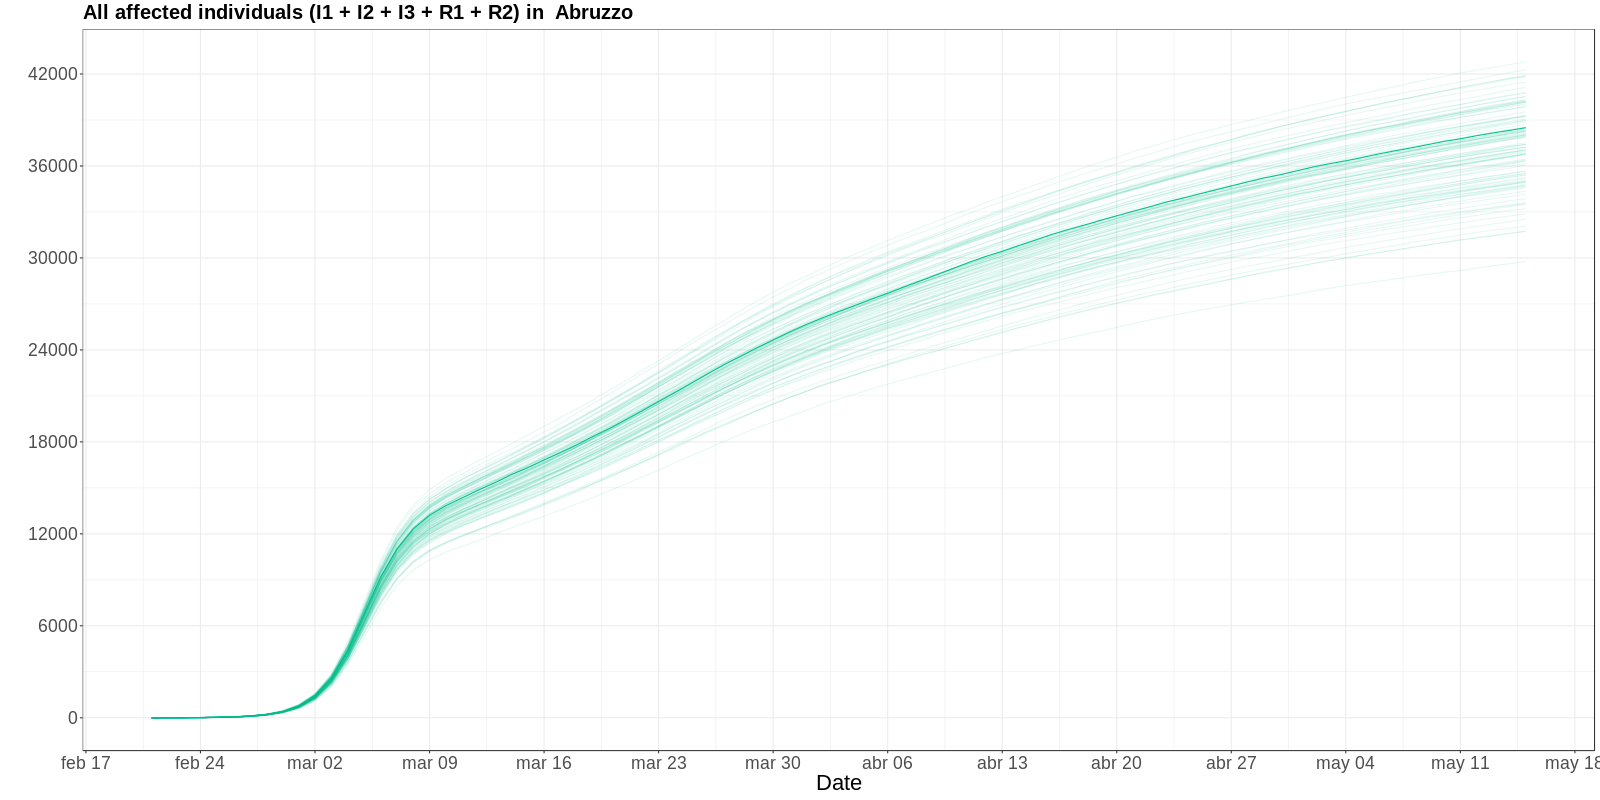 All affected individuals (I1 + I2 + I3 + R1 + R2) in  Abruzzo
42000
36000
30000
24000
18000
12000
6000
0
feb 17 feb 24 mar 02 mar 09 mar 16 mar 23 mar 30 abr 06 abr 13 abr 20 abr 27 may 04 may 11 may 18
Date